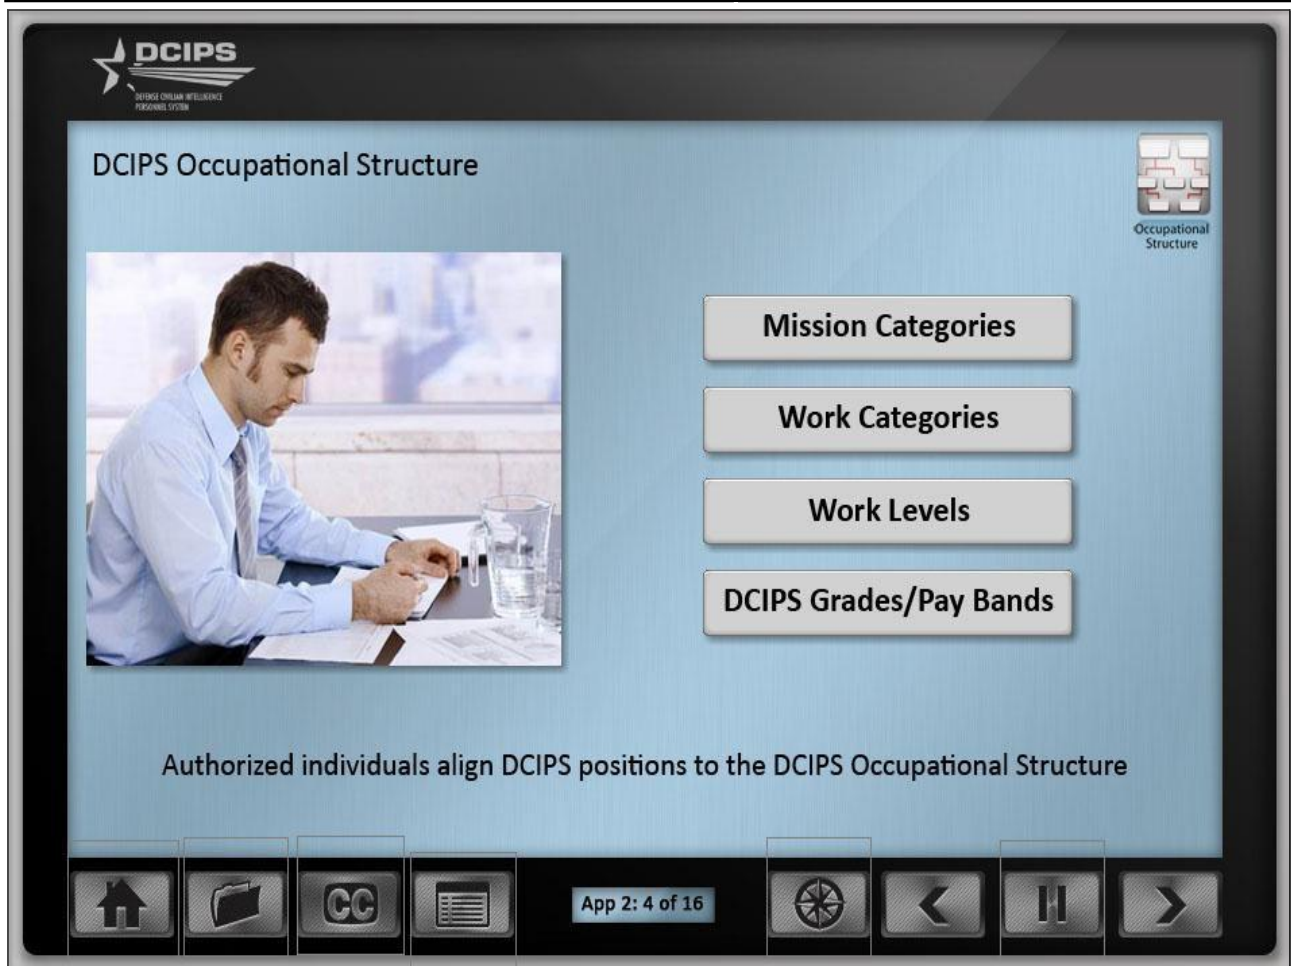 DCIPS
DEFENSE CIVILIAN INTELLIGENCE
PERSONNEL SYSTEM
DCIPS Occupational Structure
Occupational
Structure
Mission Categories
Work Categories
Work Levels
DCIPS Grades/Pay Bands
Authorized individuals align DCIPS positions to the DCIPS Occupational Structure
CC
App 2: 4 of 16